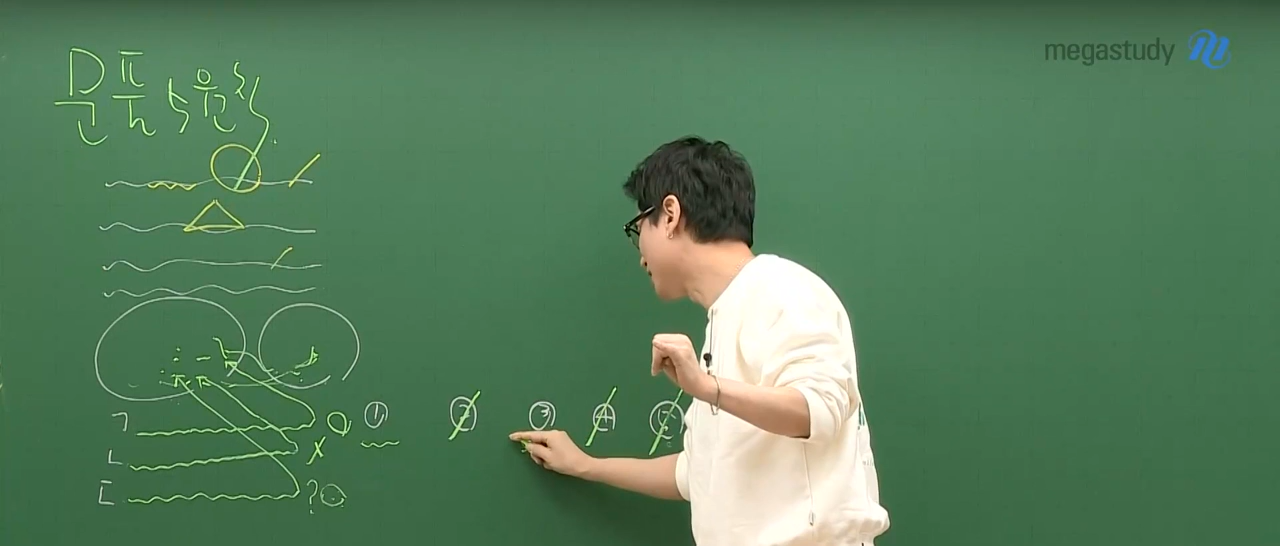 megastudy
문풀 5원칙
ㄱ O ① ② ③ ④ ⑤
ㄴ X
ㄷ ? O